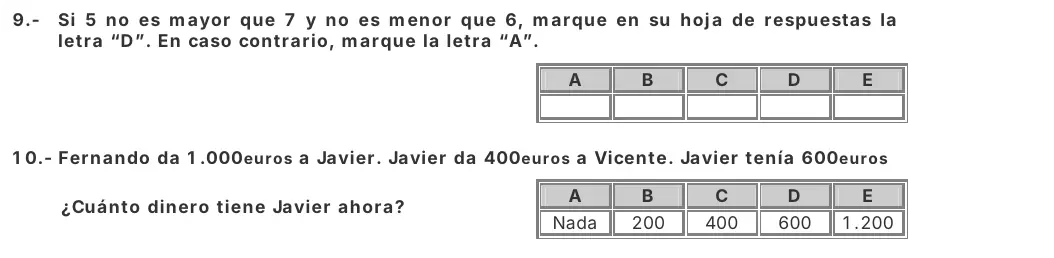 9.- Si 5 no es mayor que 7 y no es menor que 6, marque en su hoja de respuestas la
letra “D”. En caso contrario, marque la letra “A”.
A B C D E
10.- Fernando da 1.000euros a Javier. Javier da 400euros a Vicente. Javier tenía 600euros
¿Cuánto dinero tiene Javier ahora?
A B C D E
Nada 200 400 600 1.200